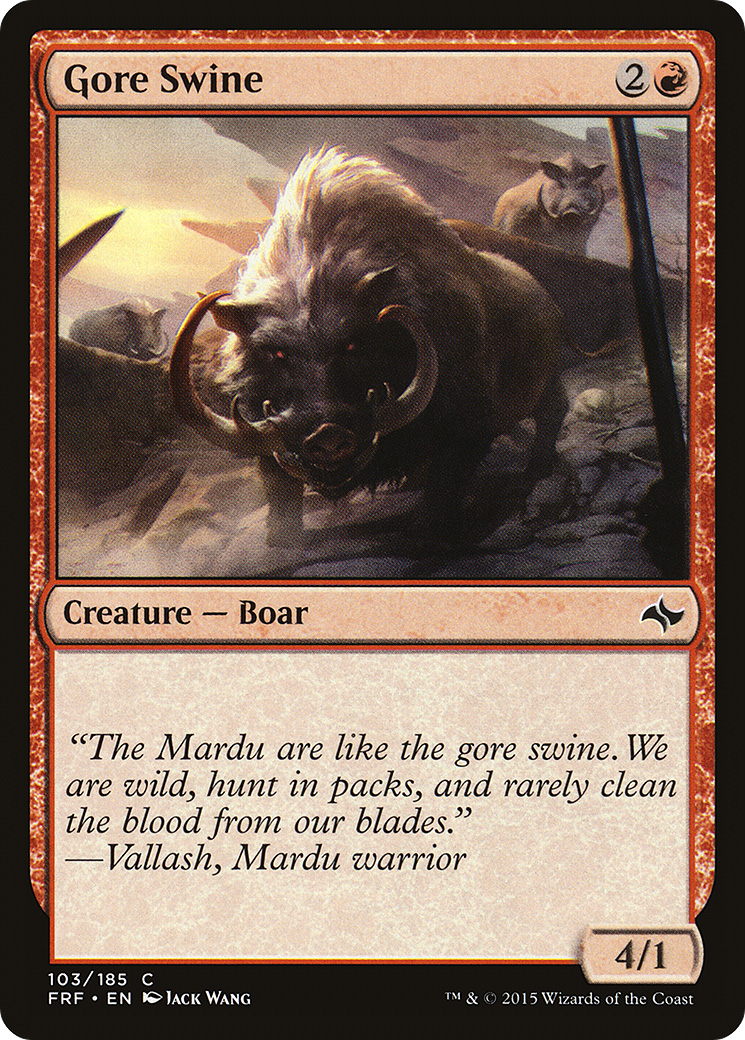 Gore Swine 2
Creature — Boar
“The Mardu are like the gore swine. We
are wild, hunt in packs, and rarely clean
the blood from our blades.”
—Vallash, Mardu warrior
4/1
103/185 C
FRF • EN Jack Wang
™ & © 2015 Wizards of the Coast